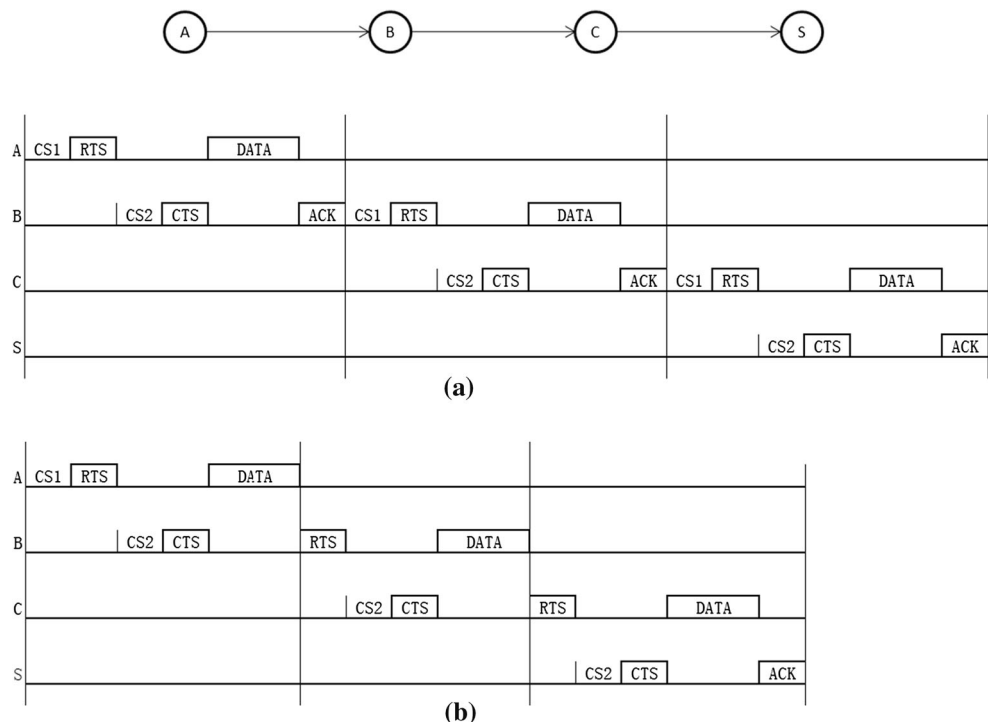 A B C S
A CS1 RTS DATA
B CS2 CTS ACK CS1 RTS DATA
C CS2 CTS ACK CS1 RTS DATA
S CS2 CTS ACK
(a)
A CS1 RTS DATA
B CS2 CTS RTS DATA
C CS2 CTS RTS DATA
S CS2 CTS ACK
(b)